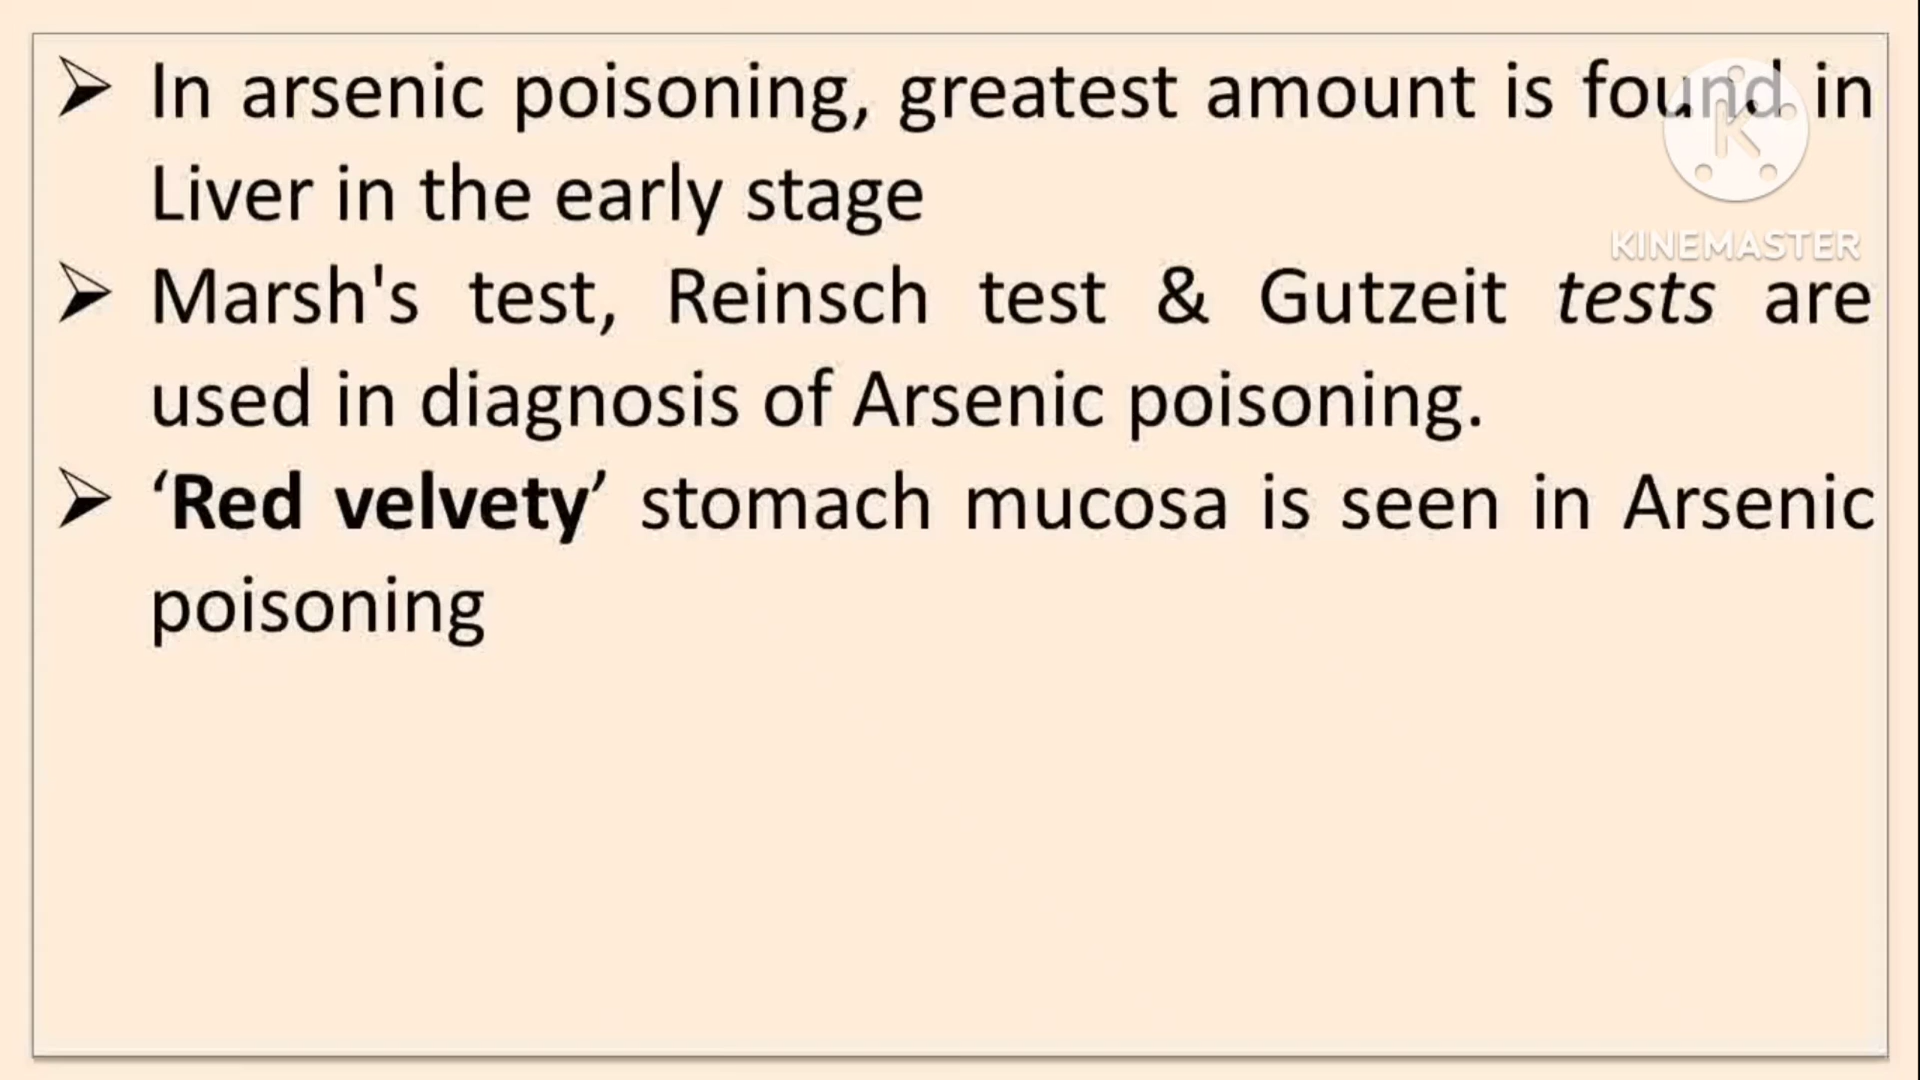 In arsenic poisoning, greatest amount is found in
Liver in the early stage
KINEMASTER
Marsh's test, Reinsch test & Gutzeit tests are
used in diagnosis of Arsenic poisoning.
‘Red velvety’ stomach mucosa is seen in Arsenic
poisoning